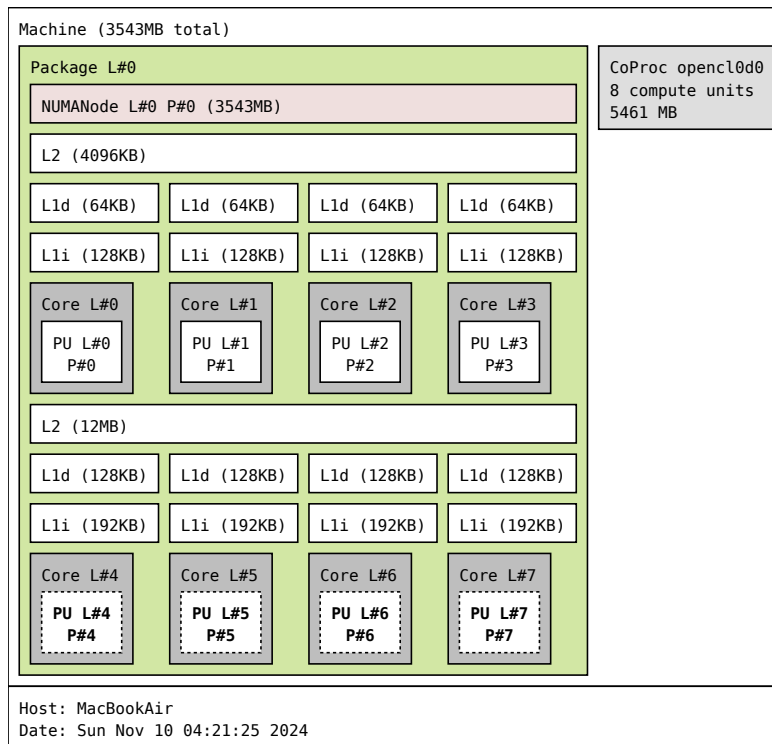 Machine (3543MB total)
Package L#0
CoProc opencl0d0
8 compute units
5461 MB
NUMANode L#0 P#0 (3543MB)
L2 (4096KB)
L1d (64KB) L1d (64KB) L1d (64KB) L1d (64KB)
L1i (128KB) L1i (128KB) L1i (128KB) L1i (128KB)
Core L#0 Core L#1 Core L#2 Core L#3
PU L#0 PU L#1 PU L#2 PU L#3
P#0 P#1 P#2 P#3
L2 (12MB)
L1d (128KB) L1d (128KB) L1d (128KB) L1d (128KB)
L1i (192KB) L1i (192KB) L1i (192KB) L1i (192KB)
Core L#4 Core L#5 Core L#6 Core L#7
PU L#4 PU L#5 PU L#6 PU L#7
P#4 P#5 P#6 P#7
Host: MacBookAir
Date: Sun Nov 10 04:21:25 2024